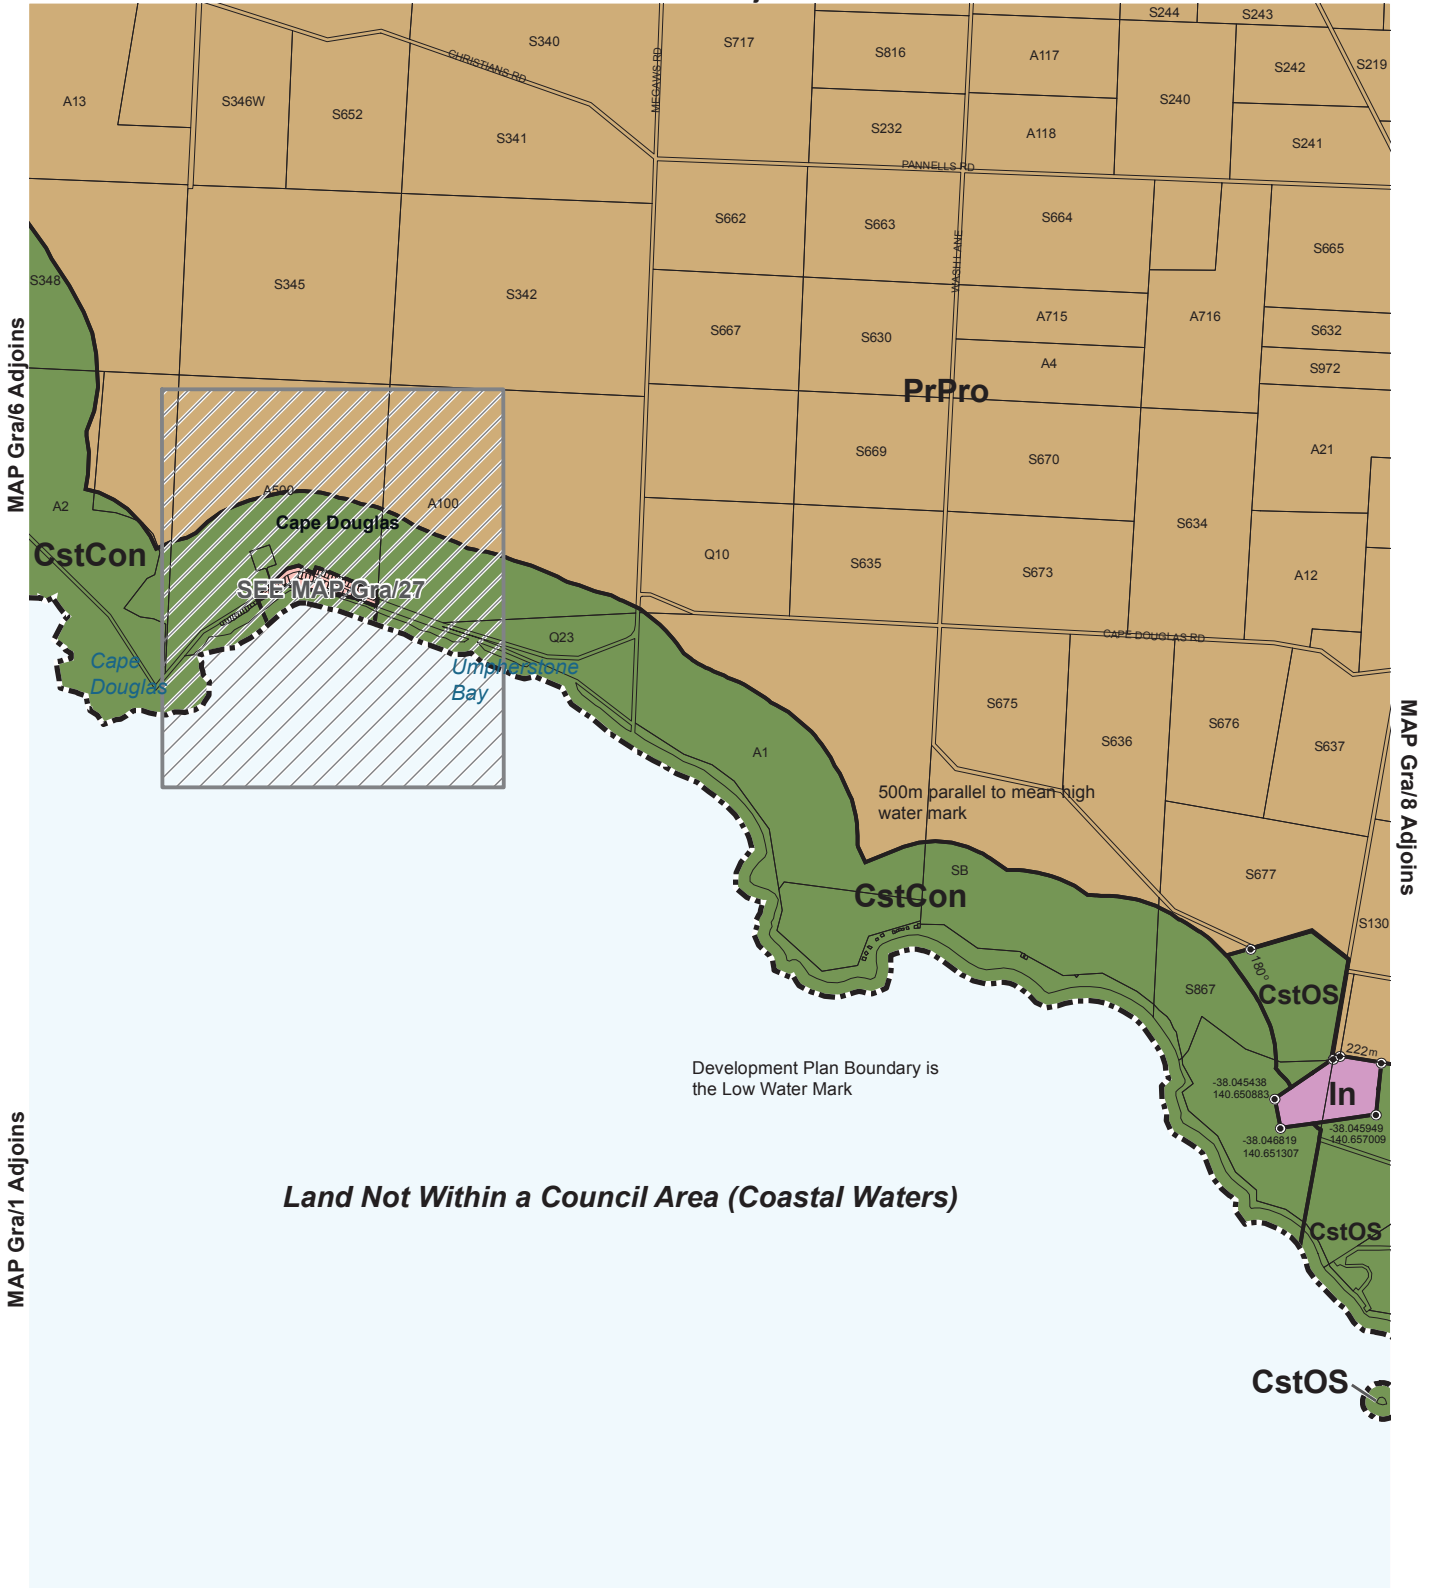 S244
S243
S340
S717
S816
A117
S242
S219
CHRISTIANS RD
MEGAWS RD
A13
S346W
S652
S240
S341
S232
A118
S241
PANNELLS RD
S662
S663
S664
WASH LANE
S665
S348
S345
S342
S667
S630
A715
A716
S632
A4
S972
PrPro
MAP Gra/6 Adjoins
S669
S670
A21
A500
A100
A2
Cape Douglas
S634
CstCon
Q10
S635
S673
A12
SEE MAP Gra/27
Q23
CAPE DOUGLAS RD
Cape
Douglas
Umpherstone
Bay
S675
S636
S676
S637
A1
MAP Gra/8 Adjoins
500m parallel to mean high
water mark
SB
S677
CstCon
S130
180°
S867
CstOS
222m
Development Plan Boundary is
the Low Water Mark
-38.045438
140.650883
In
-38.045949
140.657009
-38.046819
140.651307
MAP Gra/1 Adjoins
Land Not Within a Council Area (Coastal Waters)
CstOS
CstOS